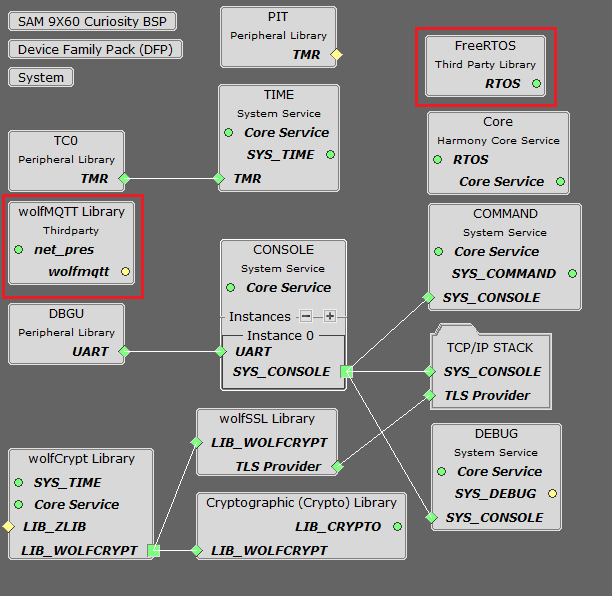 SAM 9X60 Curiosity BSP
Device Family Pack (DFP)
System
PIT
Peripheral Library
TMR
FreeRTOS
Third Party Library
RTOS
TIME
System Service
Core Service
SYS_TIME
TMR
TC0
Peripheral Library
TMR
Core
Harmony Core Service
RTOS
Core Service
wolfMQTT Library
Thirdparty
net_pres
wolfmqtt
CONSOLE
System Service
Core Service
Instances
Instance 0
UART
SYS_CONSOLE
COMMAND
System Service
Core Service
SYS_COMMAND
SYS_CONSOLE
DBGU
Peripheral Library
UART
TCP/IP STACK
SYS_CONSOLE
TLS Provider
wolfSSL Library
LIB_WOLFCRYPT
TLS Provider
DEBUG
System Service
Core Service
SYS_DEBUG
SYS_CONSOLE
wolfCrypt Library
SYS_TIME
Core Service
LIB_ZLIB
LIB_WOLFCRYPT
Cryptographic (Crypto) Library
LIB_CRYPTO
LIB_WOLFCRYPT